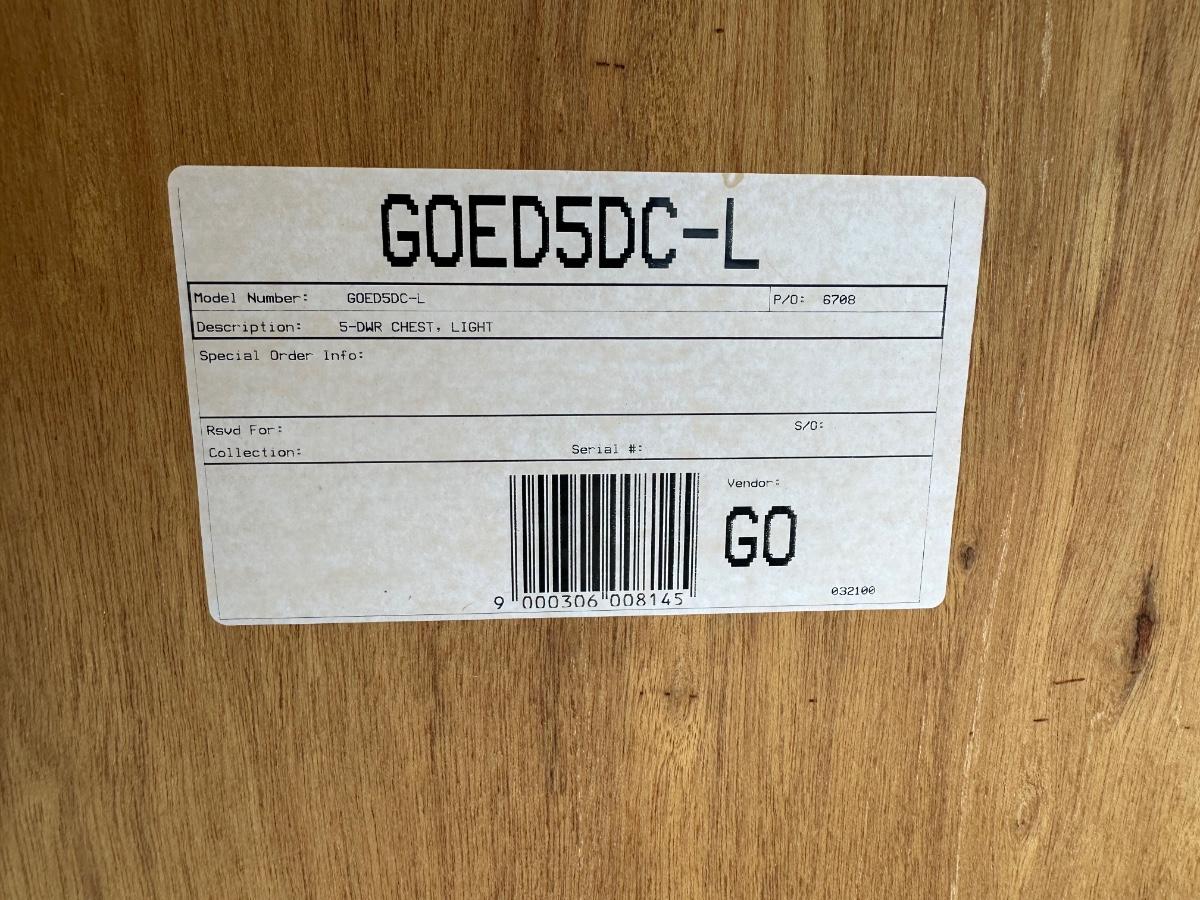 GOED5DC-L
Model Number: GOED5DC-L P/O: 6708
Description: 5-DWR CHEST, LIGHT
Special Order Info:
Rsvd For: S/O:
Collection: Serial #:
Vendor:
GO
9 000306 008145
032100